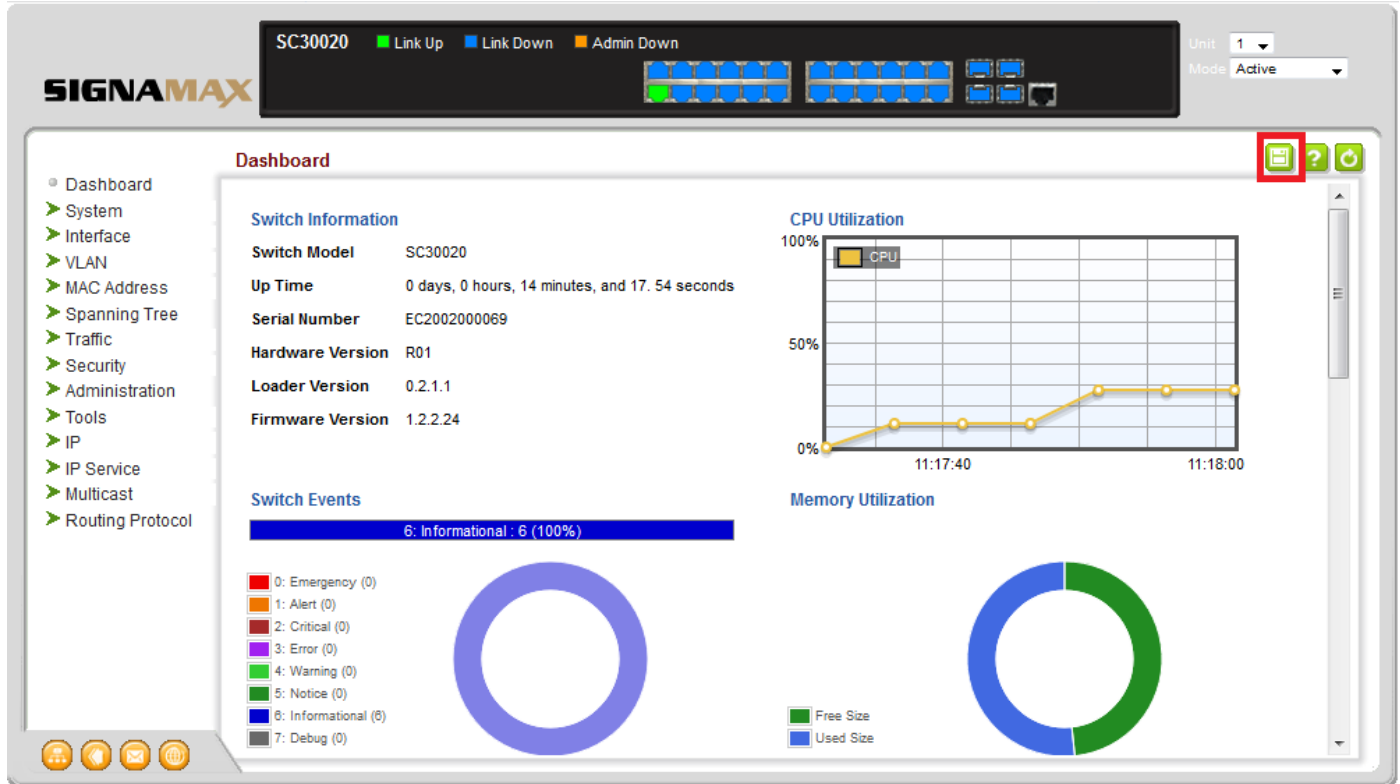 SC30020 Link Up Link Down Admin Down
Unit 1
Mode Active
SIGNAMAX
Dashboard
?
Dashboard
System
Interface
VLAN
MAC Address
Spanning Tree
Traffic
Security
Administration
Tools
IP
IP Service
Multicast
Routing Protocol
Switch Information
Switch Model SC30020
Up Time 0 days, 0 hours, 14 minutes, and 17. 54 seconds
Serial Number EC2002000069
Hardware Version R01
Loader Version 0.2.1.1
Firmware Version 1.2.2.24
CPU Utilization
100%
CPU
50%
0%
11:17:40 11:18:00
Switch Events
6: Informational : 6 (100%)
0: Emergency (0)
1: Alert (0)
2: Critical (0)
3: Error (0)
4: Warning (0)
5: Notice (0)
6: Informational (6)
7: Debug (0)
Memory Utilization
Free Size
Used Size